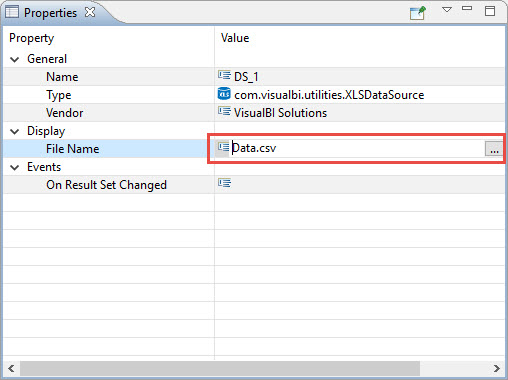 Properties
Property Value
General
Name DS_1
Type XLS com.visualbi.utilities.XLSDataSource
Vendor VisualBI Solutions
Display
File Name Data.csv ...
Events
On Result Set Changed